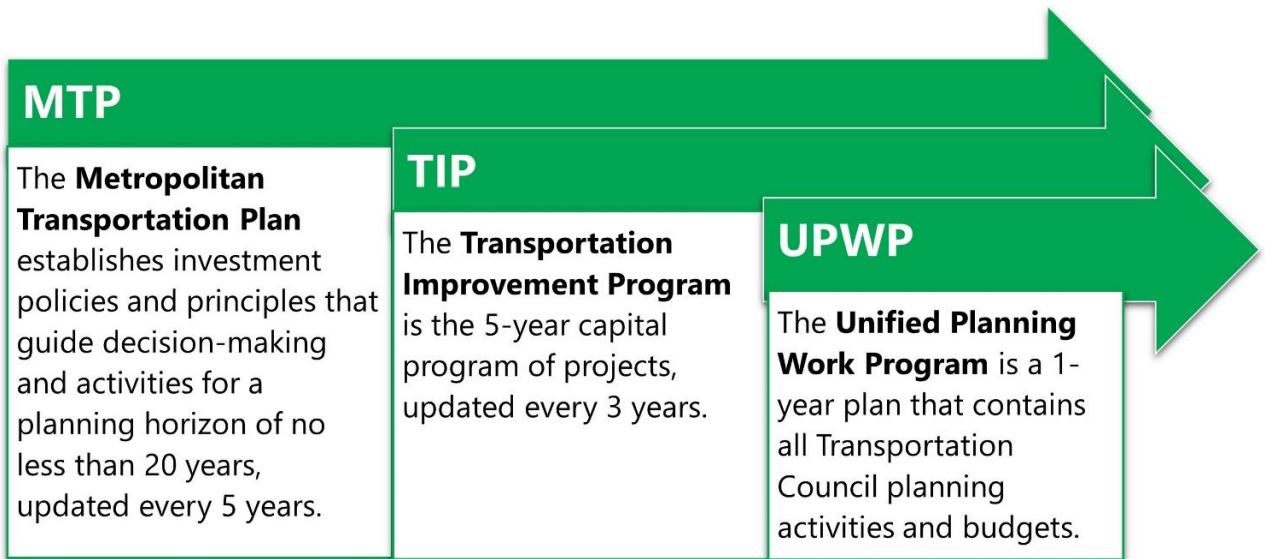 MTP
The Metropolitan
Transportation Plan
establishes investment
policies and principles that
guide decision-making
and activities for a
planning horizon of no
less than 20 years,
updated every 5 years.
TIP
The Transportation
Improvement Program
is the 5-year capital
program of projects,
updated every 3 years.
UPWP
The Unified Planning
Work Program is a 1-
year plan that contains
all Transportation
Council planning
activities and budgets.